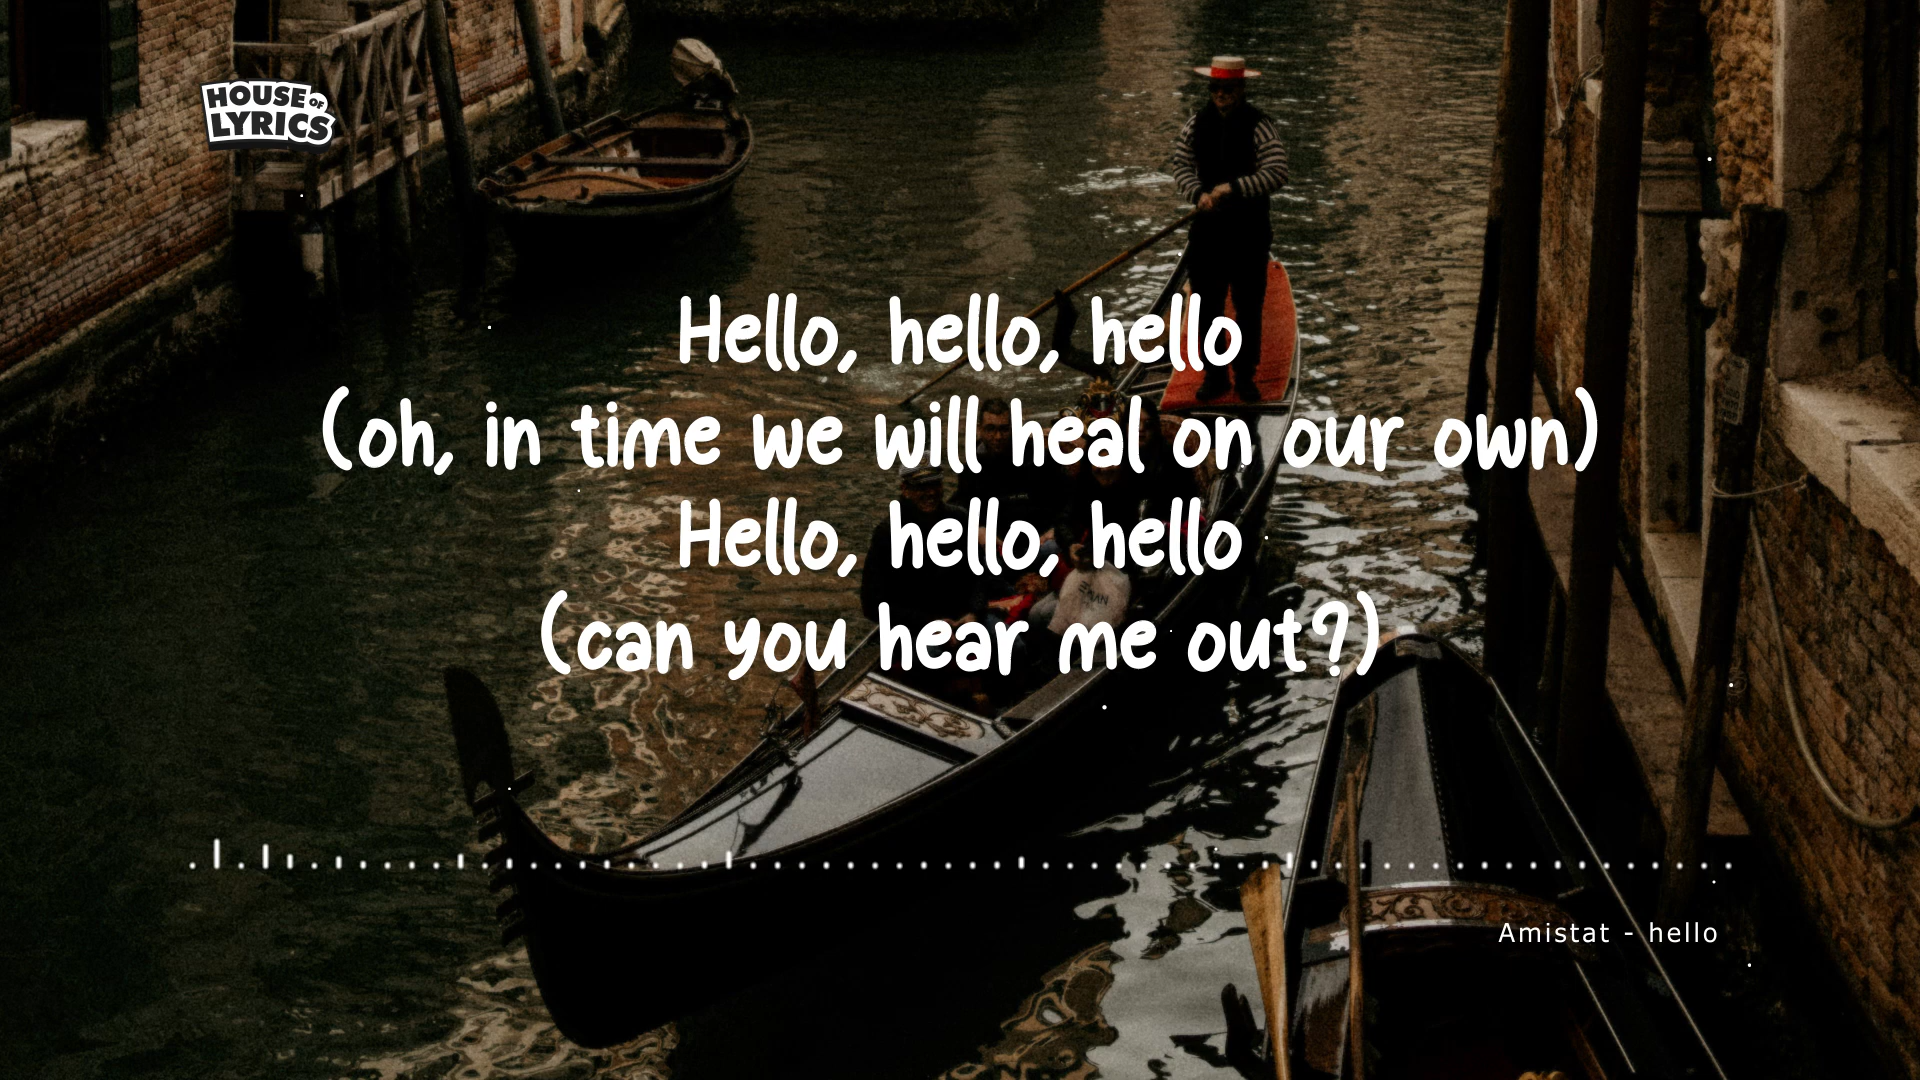 HOUSE OF
LYRICS
Hello, hello, hello
(oh, in time we will heal on our own)
Hello, hello, hello
(can you hear me out?)
Amistat - hello